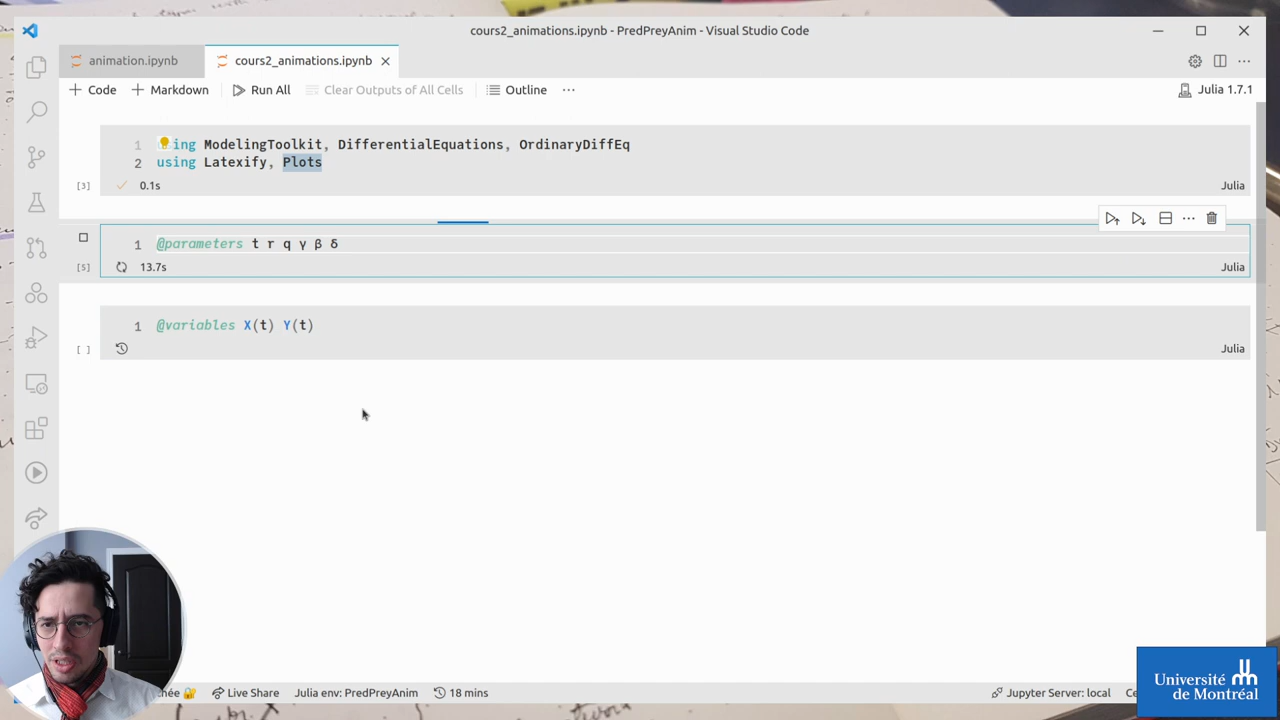 cours2_animations.ipynb - PredPreyAnim - Visual Studio Code
animation.ipynb
cours2_animations.ipynb
Code
Markdown
Run All
Clear Outputs of All Cells
Outline
Julia 1.7.1
1 ing ModelingToolkit, DifferentialEquations, OrdinaryDiffEq
2 using Latexify, Plots
[3] 0.1s
Julia
1 @parameters t r q γ β δ
[5] 13.7s
Julia
1 @variables X(t) Y(t)
[ ]
Julia
Live Share
Julia env: PredPreyAnim
18 mins
Jupyter Server: local
Université
de Montréal